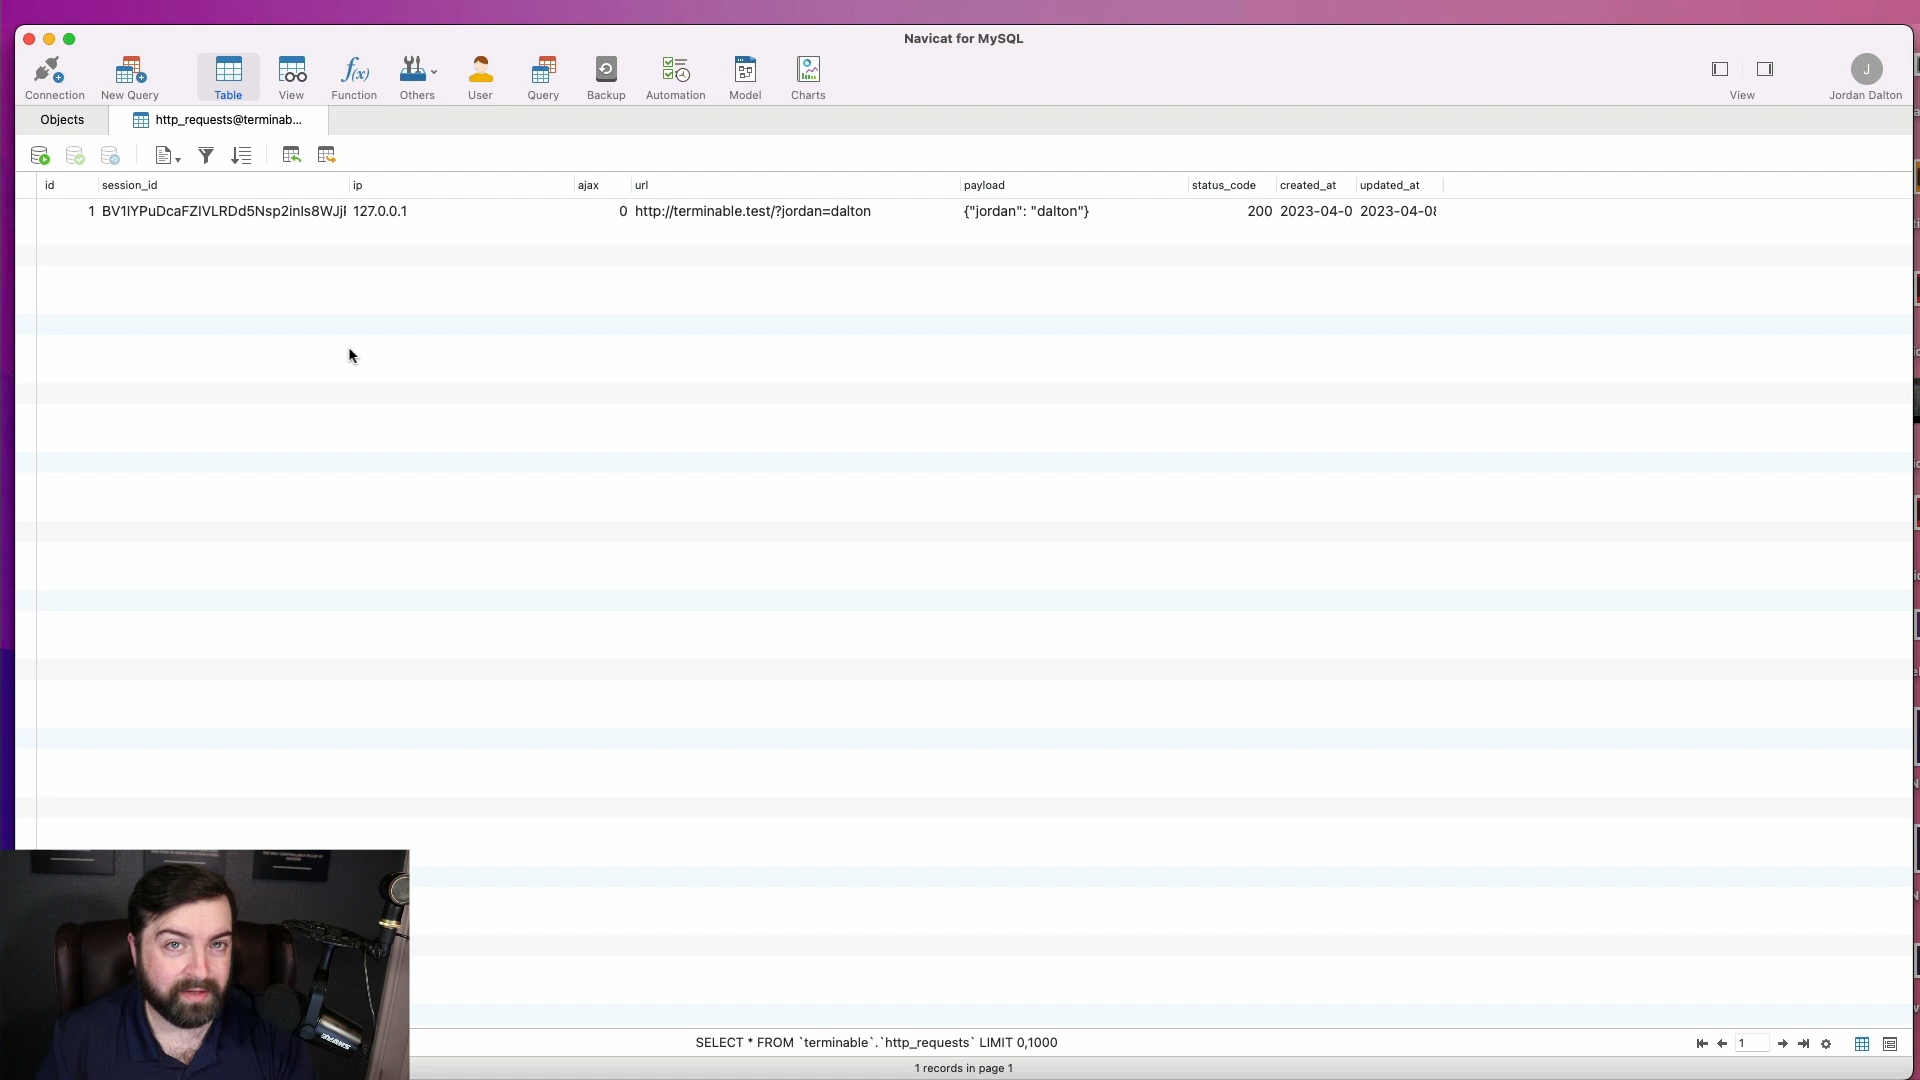 Navicat for MySQL
Connection New Query Table View Function Others User Query Backup Automation Model Charts View J Jordan Dalton
Objects http_requests@terminab...
id session_id ip ajax url payload status_code created_at updated_at
1 127.0.0.1 0 http://terminable.test/?jordan=dalton {"jordan": "dalton"} 200 2023-04-0 2023-04-08
SELECT * FROM `terminable`.`http_requests` LIMIT 0,1000 1
1 records in page 1
SHURE